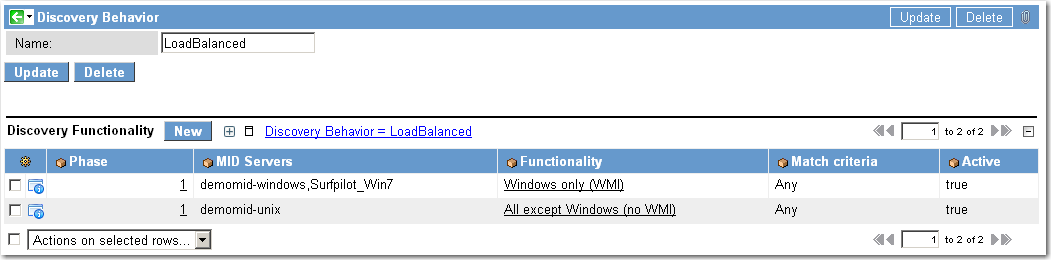 Discovery Behavior Update Delete
Name: LoadBalanced
Update Delete
Discovery Functionality New Discovery Behavior = LoadBalanced 1 to 2 of 2
Phase MID Servers Functionality Match criteria Active
1 demomid-windows,Surfpilot_Win7 Windows only (WMI) Any true
1 demomid-unix All except Windows (no WMI) Any true
Actions on selected rows... 1 to 2 of 2